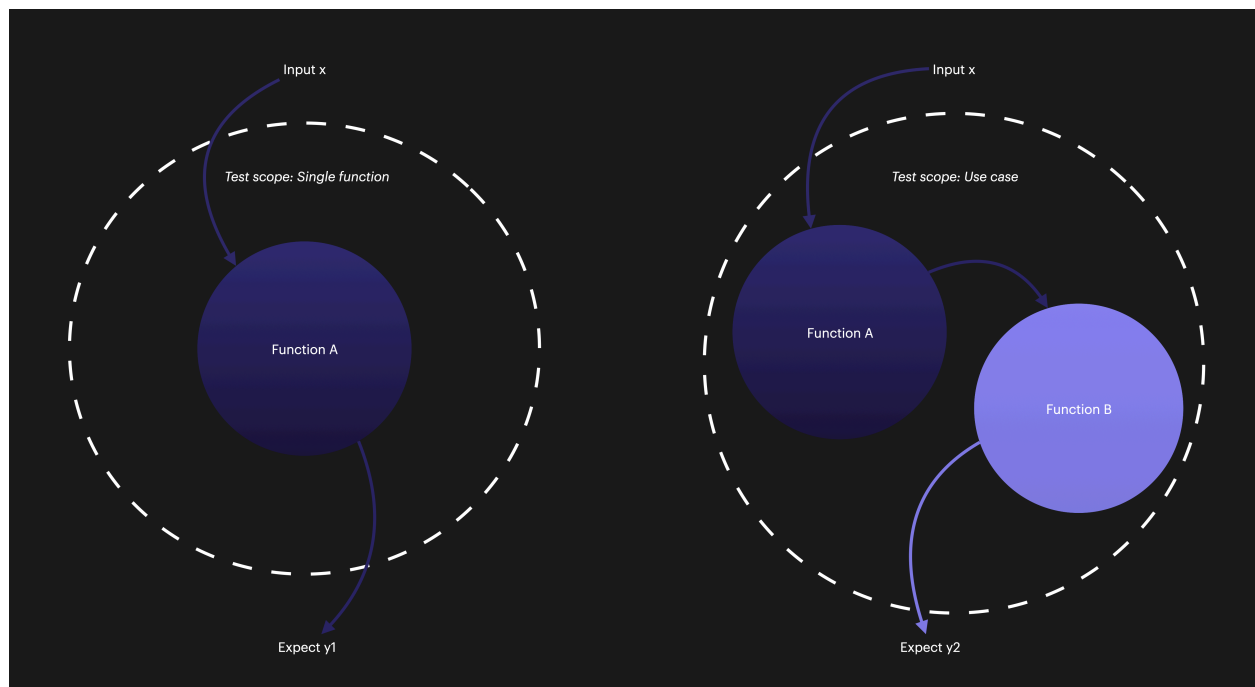 Input x
Test scope: Single function
Function A
Expect y1
Input x
Test scope: Use case
Function A
Function B
Expect y2